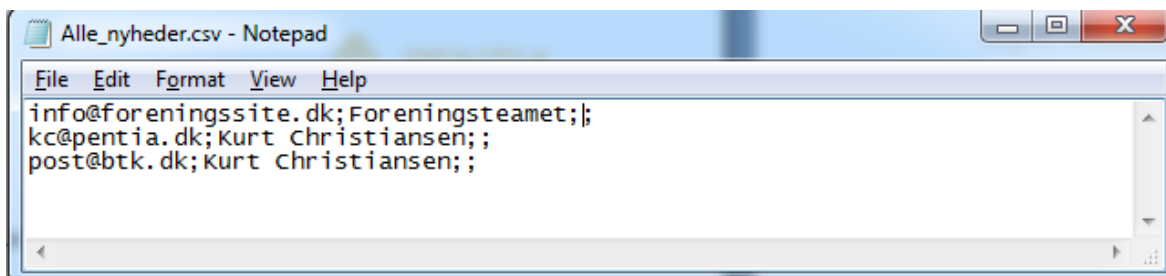 Alle_nyheder.csv - Notepad
File Edit Format View Help
info@foreningssite.dk;Foreningsteamet;;
kc@pentia.dk;Kurt Christiansen;;
post@btk.dk;Kurt Christiansen;;